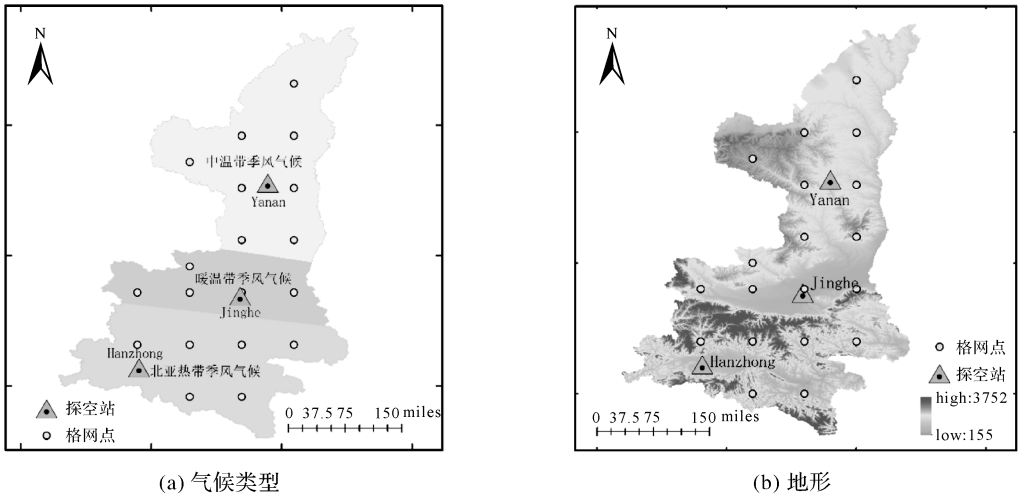 N
中温带季风气候
Yanan
暖温带季风气候
Jinghe
Hanzhong
北亚热带季风气候
探空站
格网点
0 37.5 75 150 miles
(a) 气候类型
N
Yanan
Jinghe
Hanzhong
格网点
探空站
high:3752
low:155
0 37.5 75 150 miles
(b) 地形